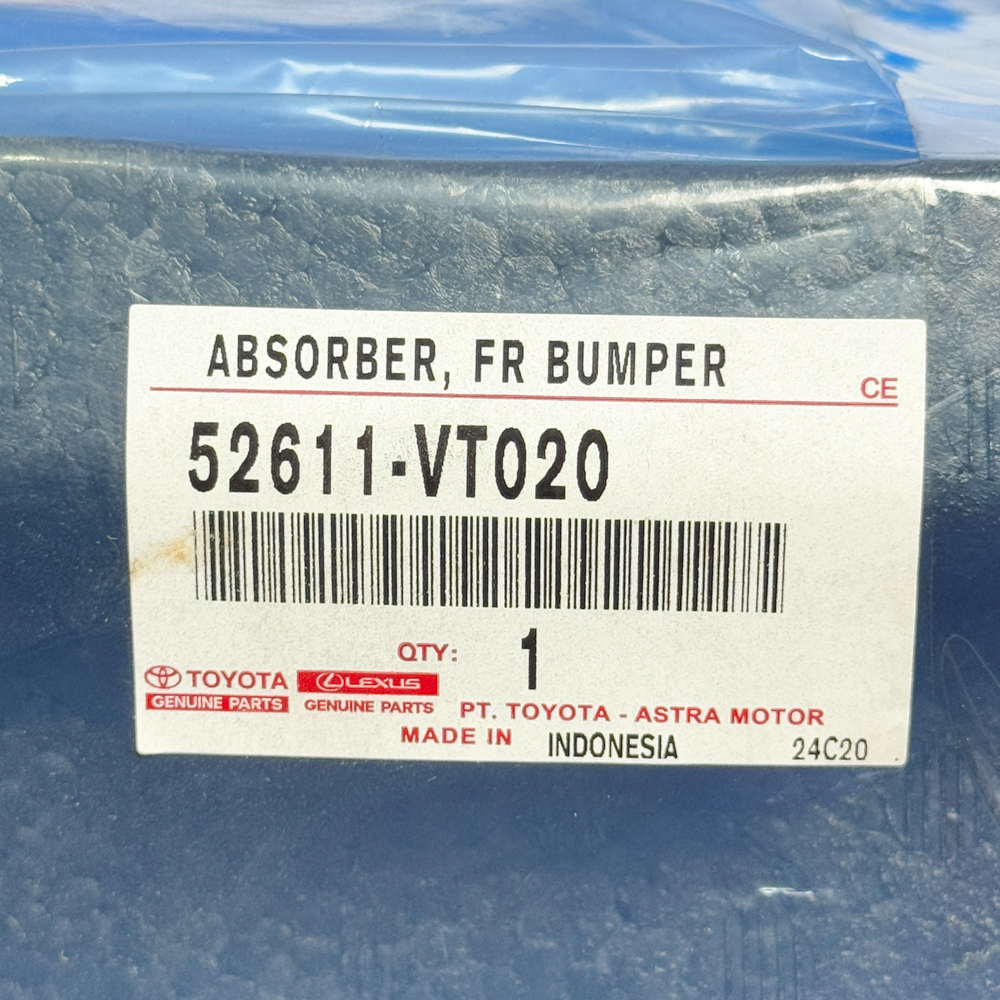 ABSORBER, FR BUMPER
CE
52611-VT020
QTY: 1
TOYOTA
GENUINE PARTS
LEXUS
GENUINE PARTS
PT. TOYOTA - ASTRA MOTOR
MADE IN INDONESIA 24C20